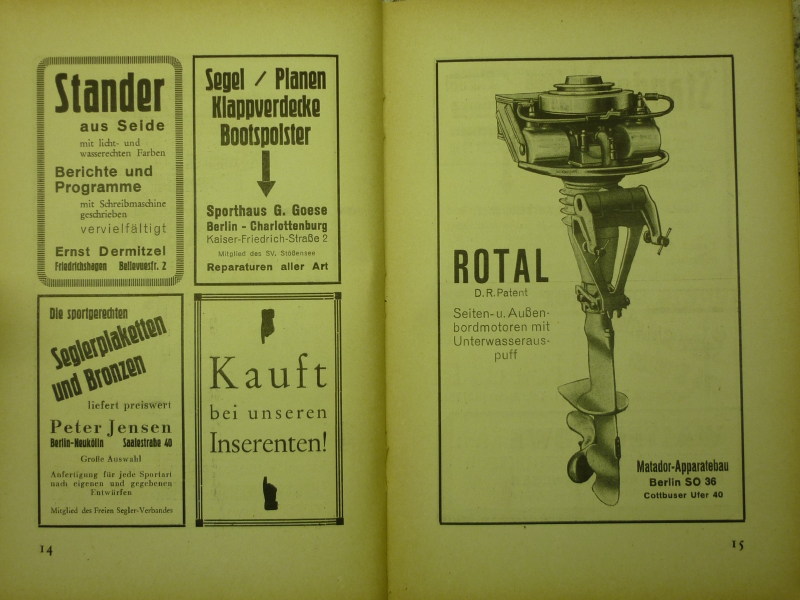 Stander
aus Seide
mit licht- und
wasserechten Farben
Berichte und
Programme
mit Schreibmaschine
geschrieben
vervielfältigt
Ernst Dermitzel
Friedrichshagen Bellevuestr. 2
Segel / Planen
Klappverdecke
Bootspolster
Sporthaus G. Goese
Berlin - Charlottenburg
Kaiser-Friedrich-Straße 2
Mitglied des SV. Stößensee
Reparaturen aller Art
Die sportgerechten
Seglerplaketten
und Bronzen
liefert preiswert
Peter Jensen
Berlin-Neukölln Saalestraße 40
Große Auswahl
Anfertigung für jede Sportart
nach eigenen und gegebenen
Entwürfen
Mitglied des Freien Segler-Verbandes
Kauft
bei unseren
Inserenten!
14
ROTAL
D.R.Patent
Seiten- u. Außen-
bordmotoren mit
Unterwasseraus-
puff
Matador-Apparatebau
Berlin SO 36
Cottbuser Ufer 40
15